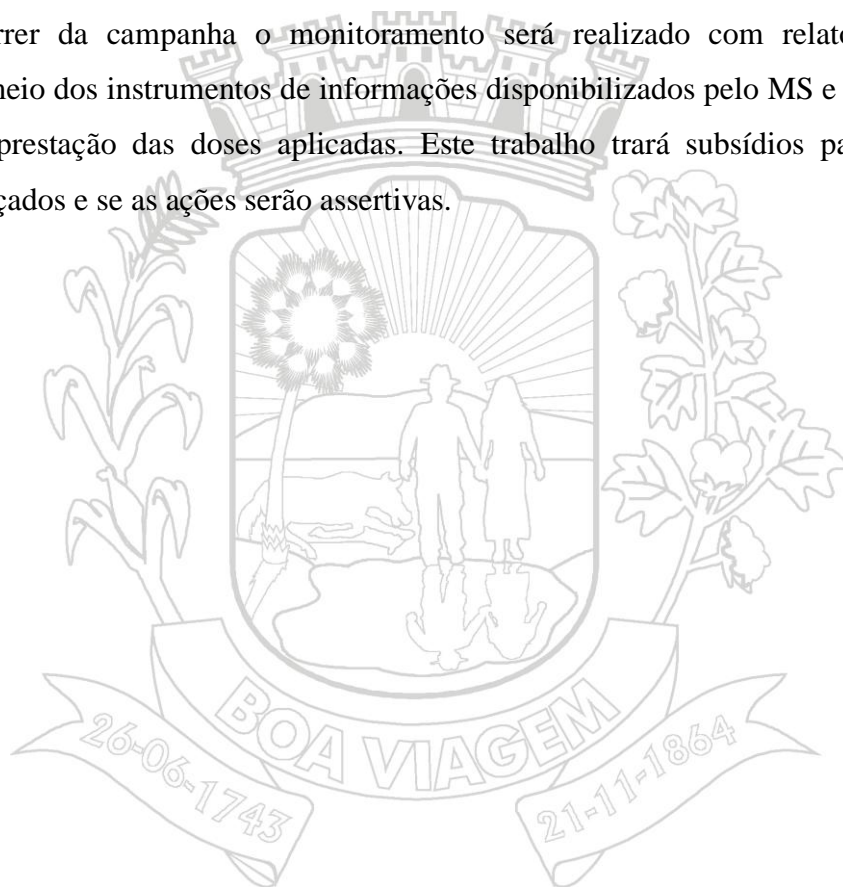 rrer da campanha o monitoramento será realizado com relato
neio dos instrumentos de informações disponibilizados pelo MS e
prestação das doses aplicadas. Este trabalho trará subsídios pa
çados e se as ações serão assertivas.
BOA VIAGEM
26-06-1743
21-11-1864